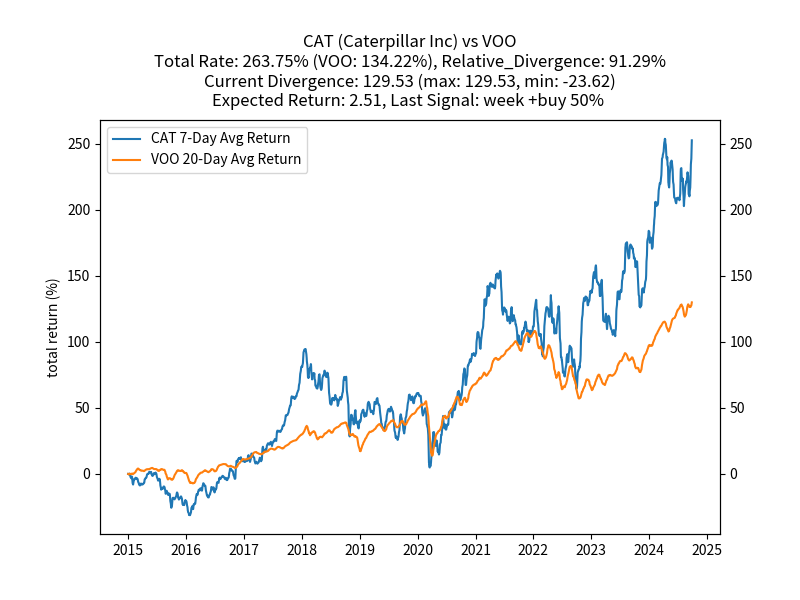 CAT (Caterpillar Inc) vs VOO
Total Rate: 263.75% (VOO: 134.22%), Relative_Divergence: 91.29%
Current Divergence: 129.53 (max: 129.53, min: -23.62)
Expected Return: 2.51, Last Signal: week +buy 50%
CAT 7-Day Avg Return
VOO 20-Day Avg Return
total return (%)
250
200
150
100
50
0
250
200
150
100
50
0
2015 2016 2017 2018 2019 2020 2021 2022 2023 2024 2025